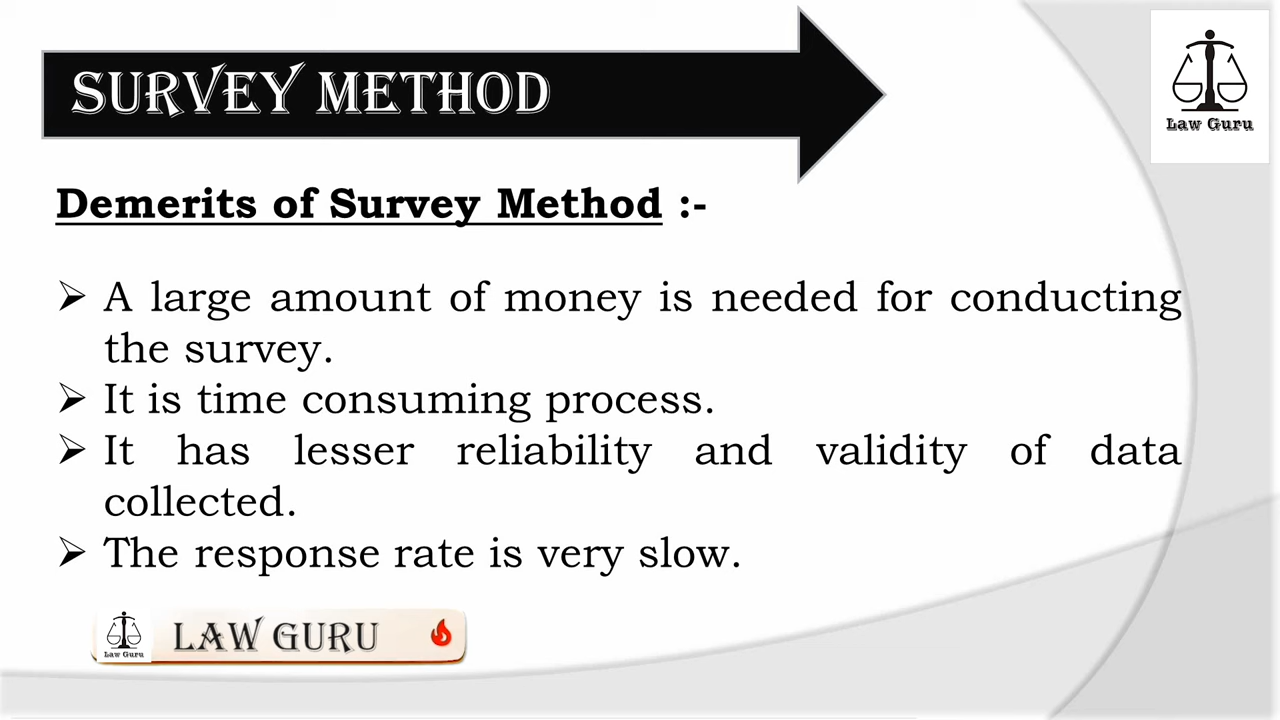 SURVEY METHOD
Law Guru
Demerits of Survey Method :-
➢ A large amount of money is needed for conducting
the survey.
➢ It is time consuming process.
➢ It has lesser reliability and validity of data
collected.
➢ The response rate is very slow.
Law Guru
LAW GURU